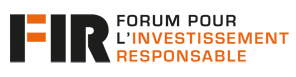 FIR
FORUM POUR
L'INVESTISSEMENT
RESPONSABLE